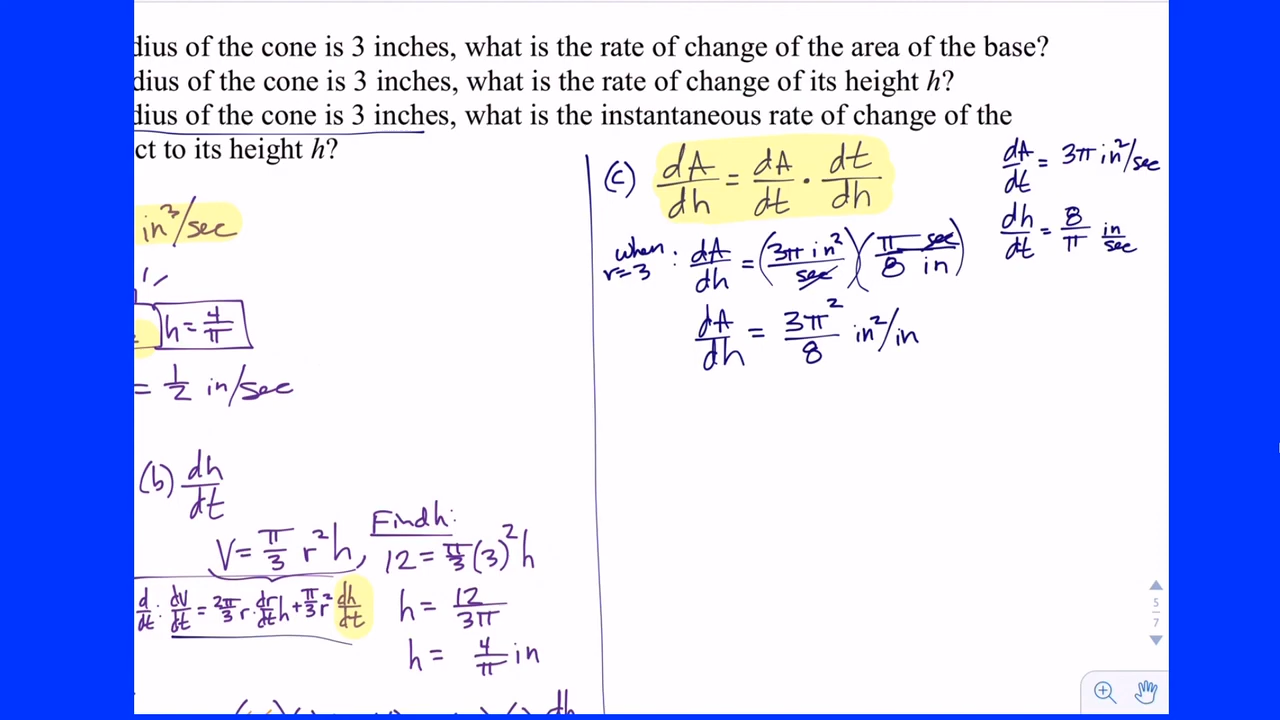 dius of the cone is 3 inches, what is the rate of change of the area of the base?
dius of the cone is 3 inches, what is the rate of change of its height h?
dius of the cone is 3 inches, what is the instantaneous rate of change of the
ct to its height h?
in³/sec
h = 4/π
= 1/2 in/sec
(b) dh/dt
V = π/3 r²h,
d/dt: dV/dt = 2π/3 r · dr/dt h + π/3 r² dh/dt
Find h:
12 = π/3 (3)² h
h = 12/3π
h = 4/π in
dh
(c) dA/dh = dA/dt · dt/dh
when r=3 : dA/dh = (3π in²/sec)(π sec/8 in)
dA/dh = 3π²/8 in²/in
dA/dt = 3π in²/sec
dh/dt = 8/π in/sec
5/7